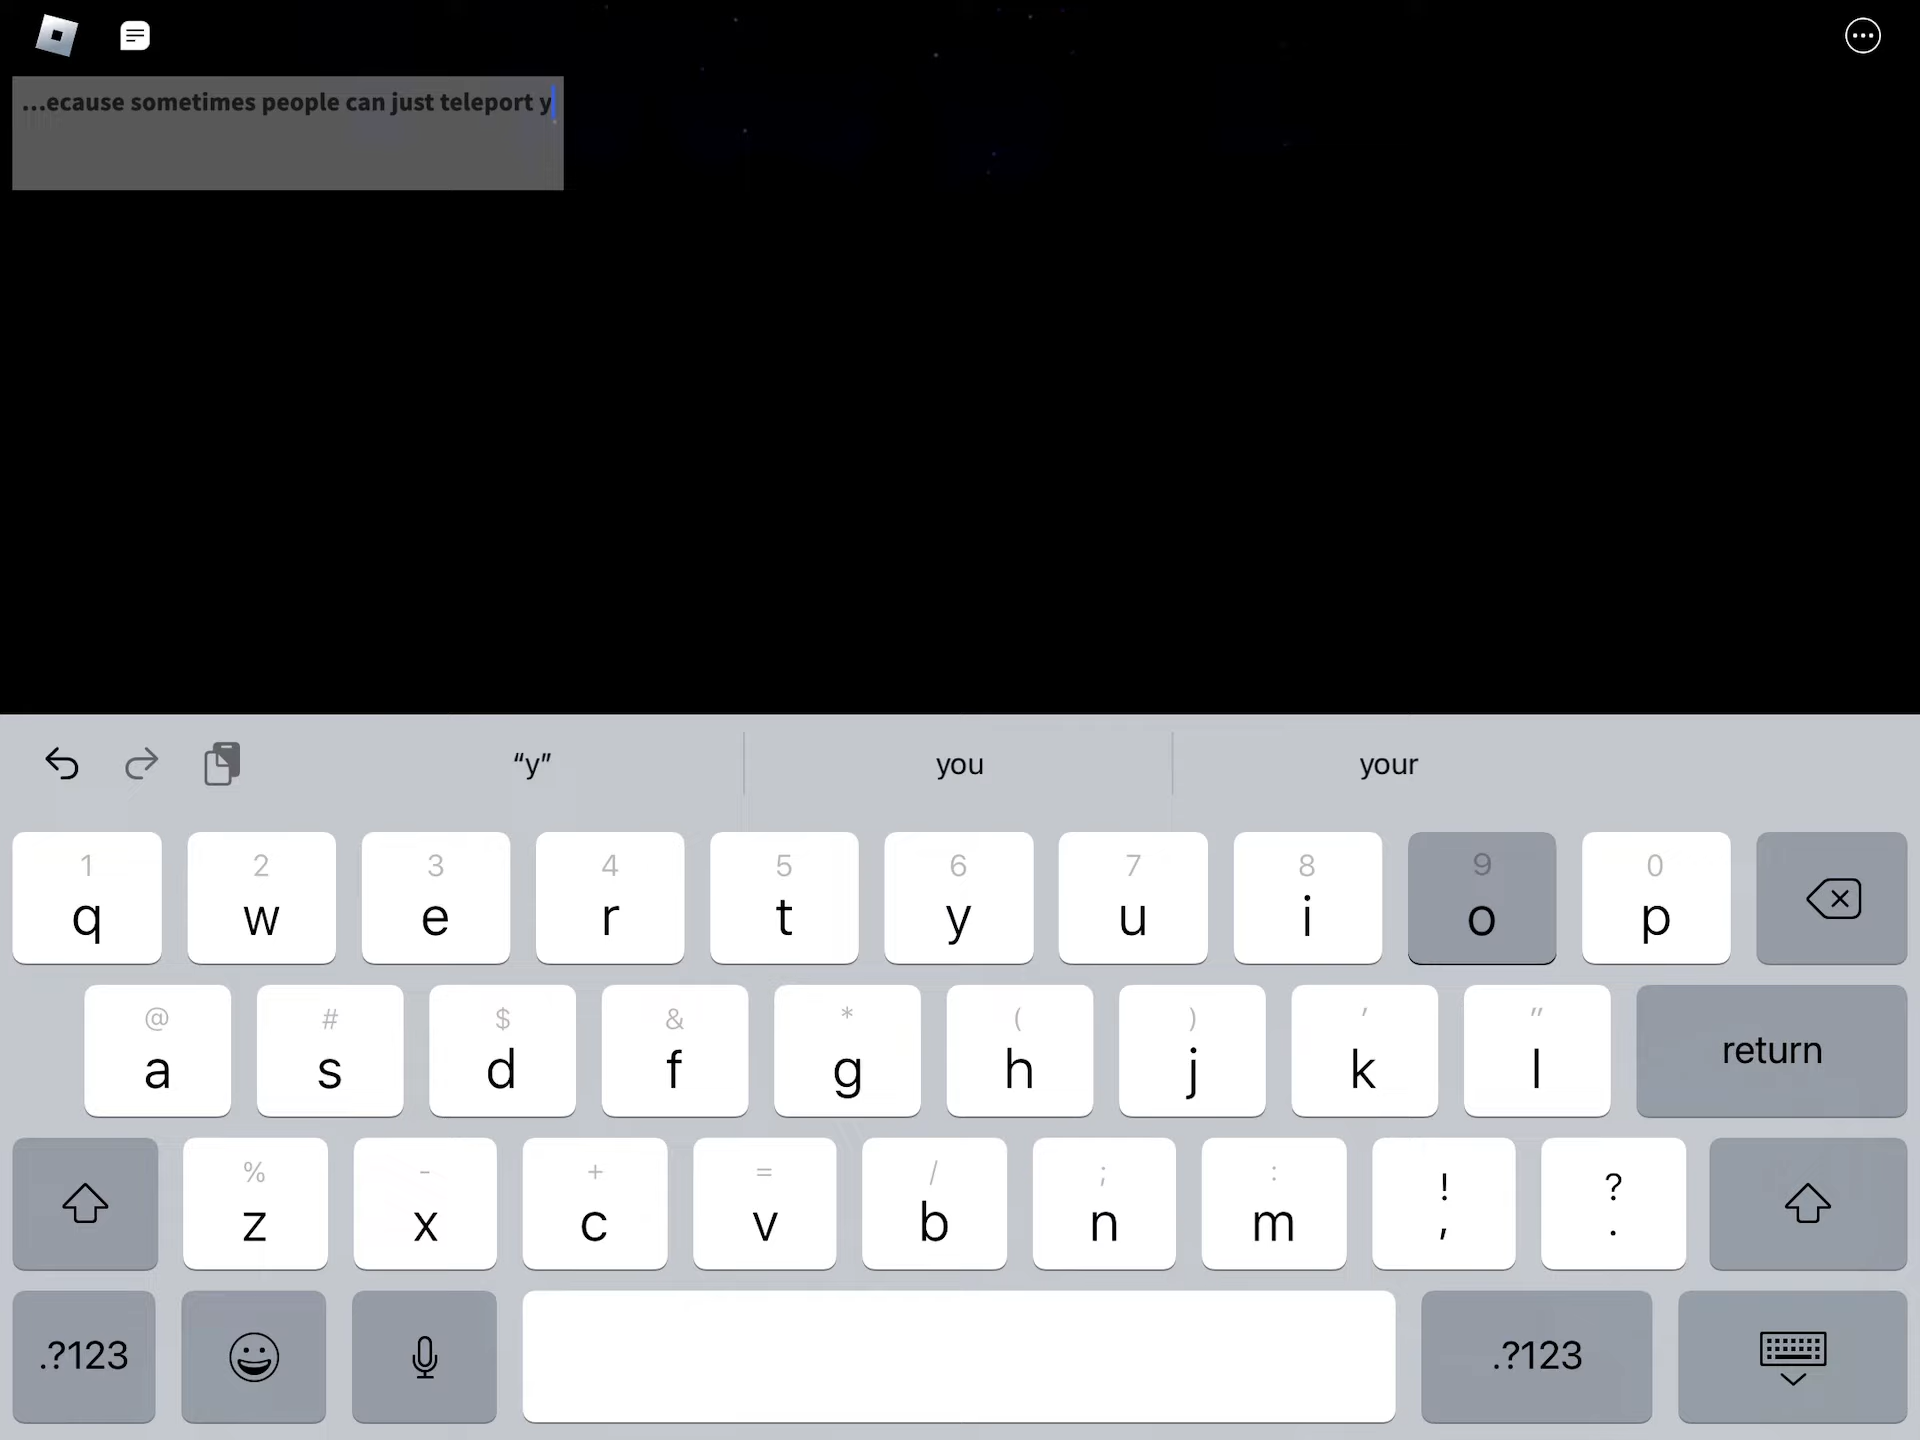 ...ecause sometimes people can just teleport y
“y” you your
1 2 3 4 5 6 7 8 9 0
q w e r t y u i o p
@ # $ & * ( ) ' "
a s d f g h j k l return
% - + = / ; : ! ?
z x c v b n m , .
.?123 .?123